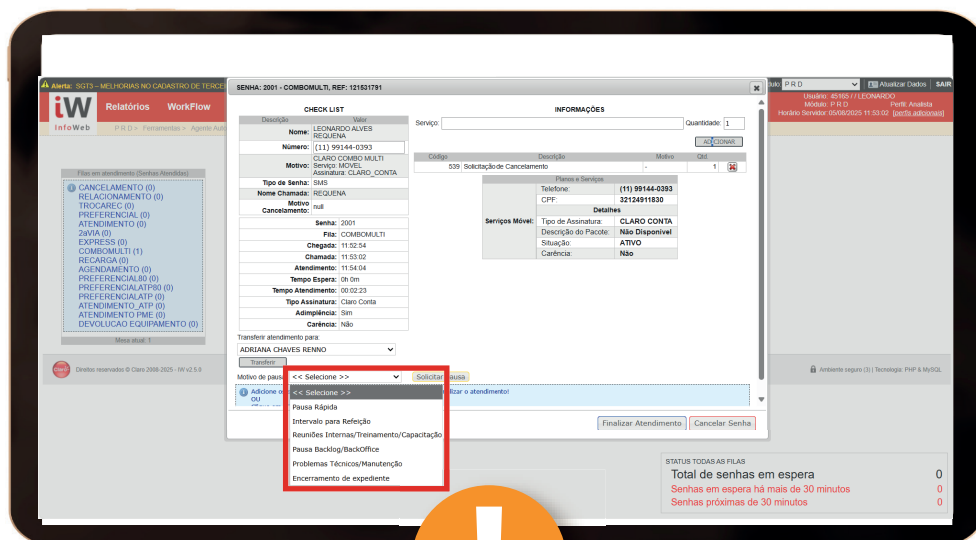 Alerta: SGT3 – MELHORIAS NO CADASTRO DE TERCE
P R D
Atualizar Dados
SAIR
Usuário: 45165 / / LEONARDO
Módulo: P R D Perfil: Analista
Horário Servidor: 05/08/2025 11:53:02 [perfis adicionais]
iW
InfoWeb
Relatórios WorkFlow
P R D > Ferramentas > Agente Auto
Filas em atendimento (Senhas Atendidas)
CANCELAMENTO (0)
RELACIONAMENTO (0)
TROCAREC (0)
PREFERENCIAL (0)
ATENDIMENTO (0)
2aVIA (0)
EXPRESS (0)
COMBOMULTI (1)
RECARGA (0)
AGENDAMENTO (0)
PREFERENCIAL80 (0)
PREFERENCIALATP80 (0)
PREFERENCIALATP (0)
ATENDIMENTO_ATP (0)
ATENDIMENTO PME (0)
DEVOLUCAO EQUIPAMENTO (0)
Mesa atual: 1
Direitos reservados © Claro 2008-2025 - IW v2.5.0
SENHA: 2001 - COMBOMULTI, REF: 121531791
CHECK LIST
Descrição Valor
Nome: LEONARDO ALVES
REQUENA
Número: (11) 99144-0393
Motivo: CLARO COMBO MULTI
Serviço: MOVEL
Assinatura: CLARO_CONTA
Tipo de Senha: SMS
Nome Chamada: REQUENA
Motivo
Cancelamento: null
Senha: 2001
Fila: COMBOMULTI
Chegada: 11:52:54
Chamada: 11:53:02
Atendimento: 11:54:04
Tempo Espera: 0h 0m
Tempo Atendimento: 00:02:23
Tipo Assinatura: Claro Conta
Adimplência: Sim
Carência: Não
Transferir atendimento para:
ADRIANA CHAVES RENNO
Transferir
Motivo de pausa: << Selecione >> Solicitar Pausa
<< Selecione >>
Pausa Rápida
Intervalo para Refeição
Reuniões Internas/Treinamento/Capacitação
Pausa Backlog/BackOffice
Problemas Técnicos/Manutenção
Encerramento de expediente
Adicione o
lizar o atendimento!
OU
INFORMAÇÕES
Serviço: Quantidade: 1
ADICIONAR
Código Descrição Motivo Qtd
539 Solicitação de Cancelamento - 1
Planos e Serviços
Serviços Móvel:
Telefone: (11) 99144-0393
CPF: 32124911830
Detalhes
Tipo de Assinatura: CLARO CONTA
Descrição do Pacote: Não Disponível
Situação: ATIVO
Carência: Não
Finalizar Atendimento Cancelar Senha
Ambiente seguro (3) | Tecnologia: PHP & MySQL
STATUS TODAS AS FILAS
Total de senhas em espera 0
Senhas em espera há mais de 30 minutos 0
Senhas próximas de 30 minutos 0